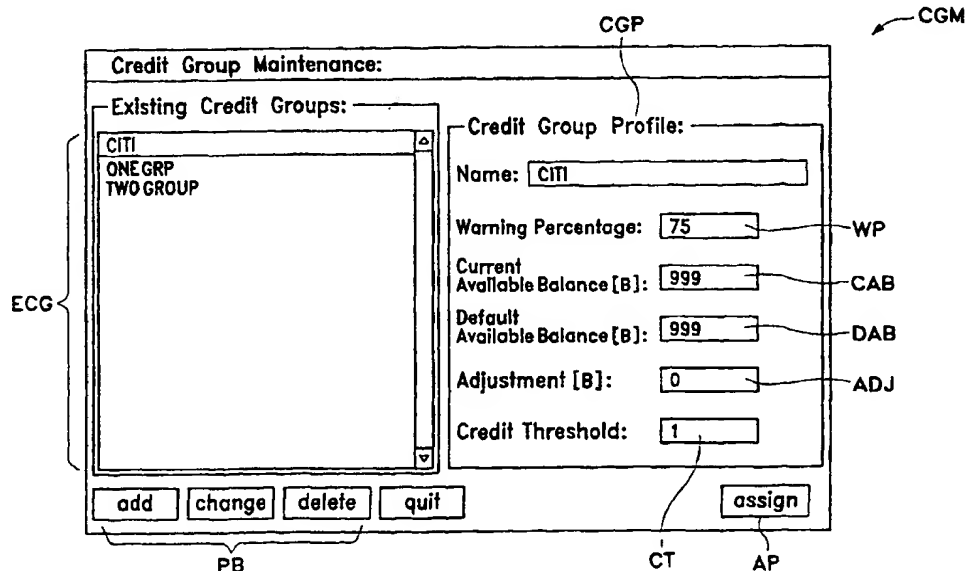 CGM
CGP
Credit Group Maintenance:
Existing Credit Groups:
CITI
ONE GRP
TWO GROUP
ECG
Credit Group Profile:
Name: CITI
Warning Percentage: 75
WP
Current
Available Balance [B]: 999
CAB
Default
Available Balance [B]: 999
DAB
Adjustment [B]: 0
ADJ
Credit Threshold: 1
add change delete quit assign
PB CT AP